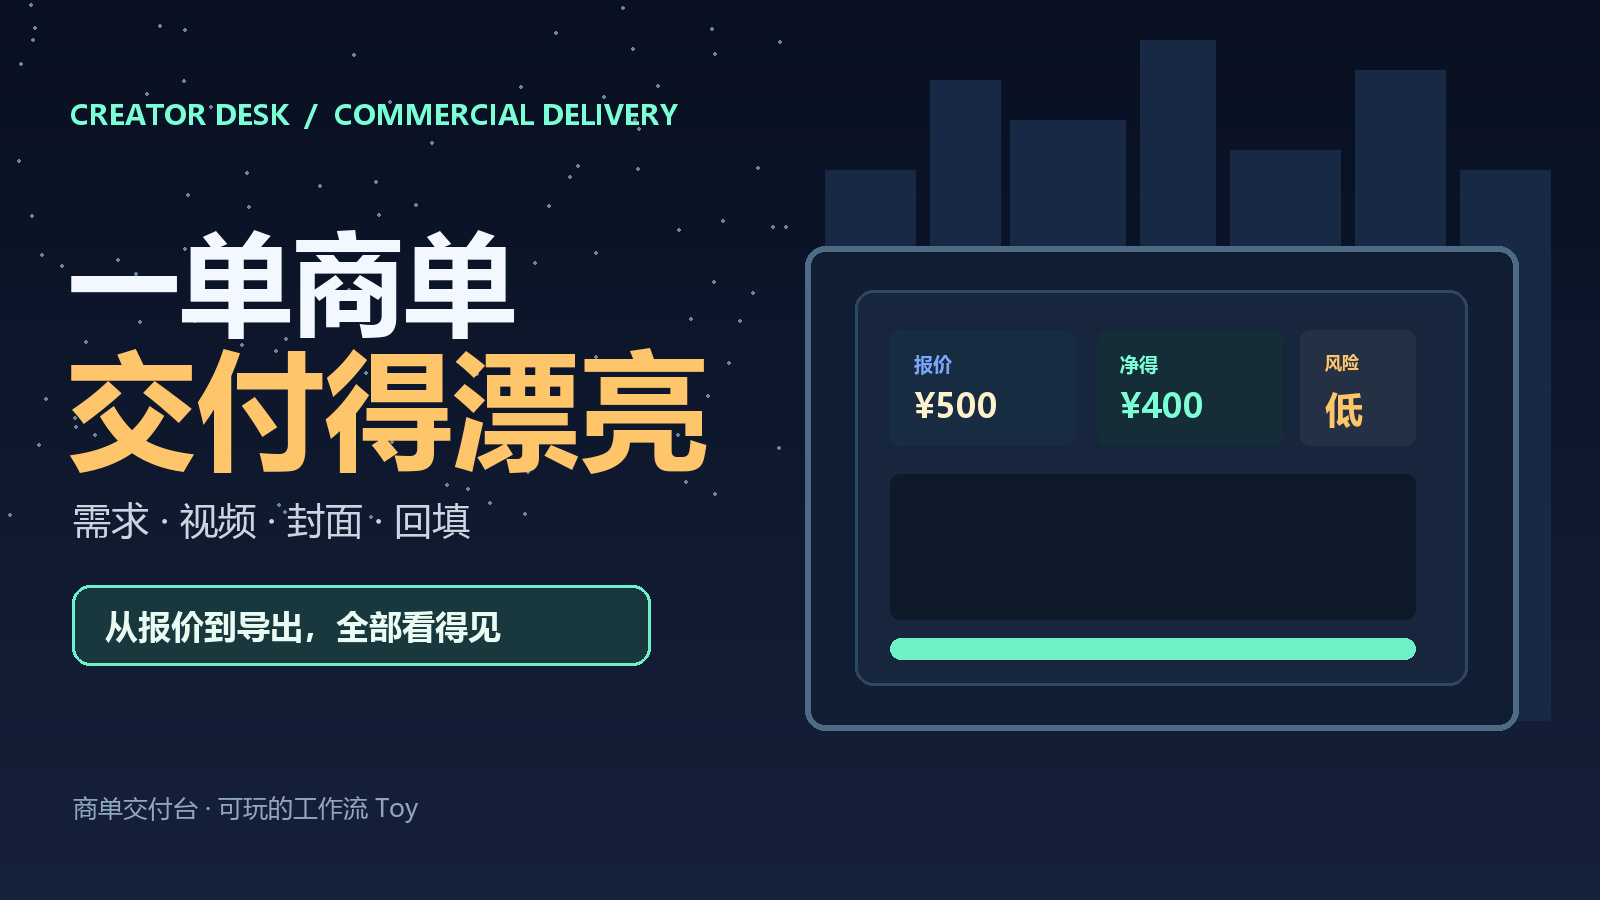 CREATOR DESK / COMMERCIAL DELIVERY
一单商单
交付得漂亮
需求 · 视频 · 封面 · 回填
从报价到导出，全部看得见
商单交付台 · 可玩的工作流 Toy
报价
¥500
净得
¥400
风险
低